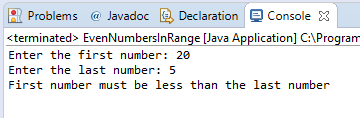 Problems @ Javadoc Declaration Console
<terminated> EvenNumbersInRange [Java Application] C:\Program
Enter the first number: 20
Enter the last number: 5
First number must be less than the last number